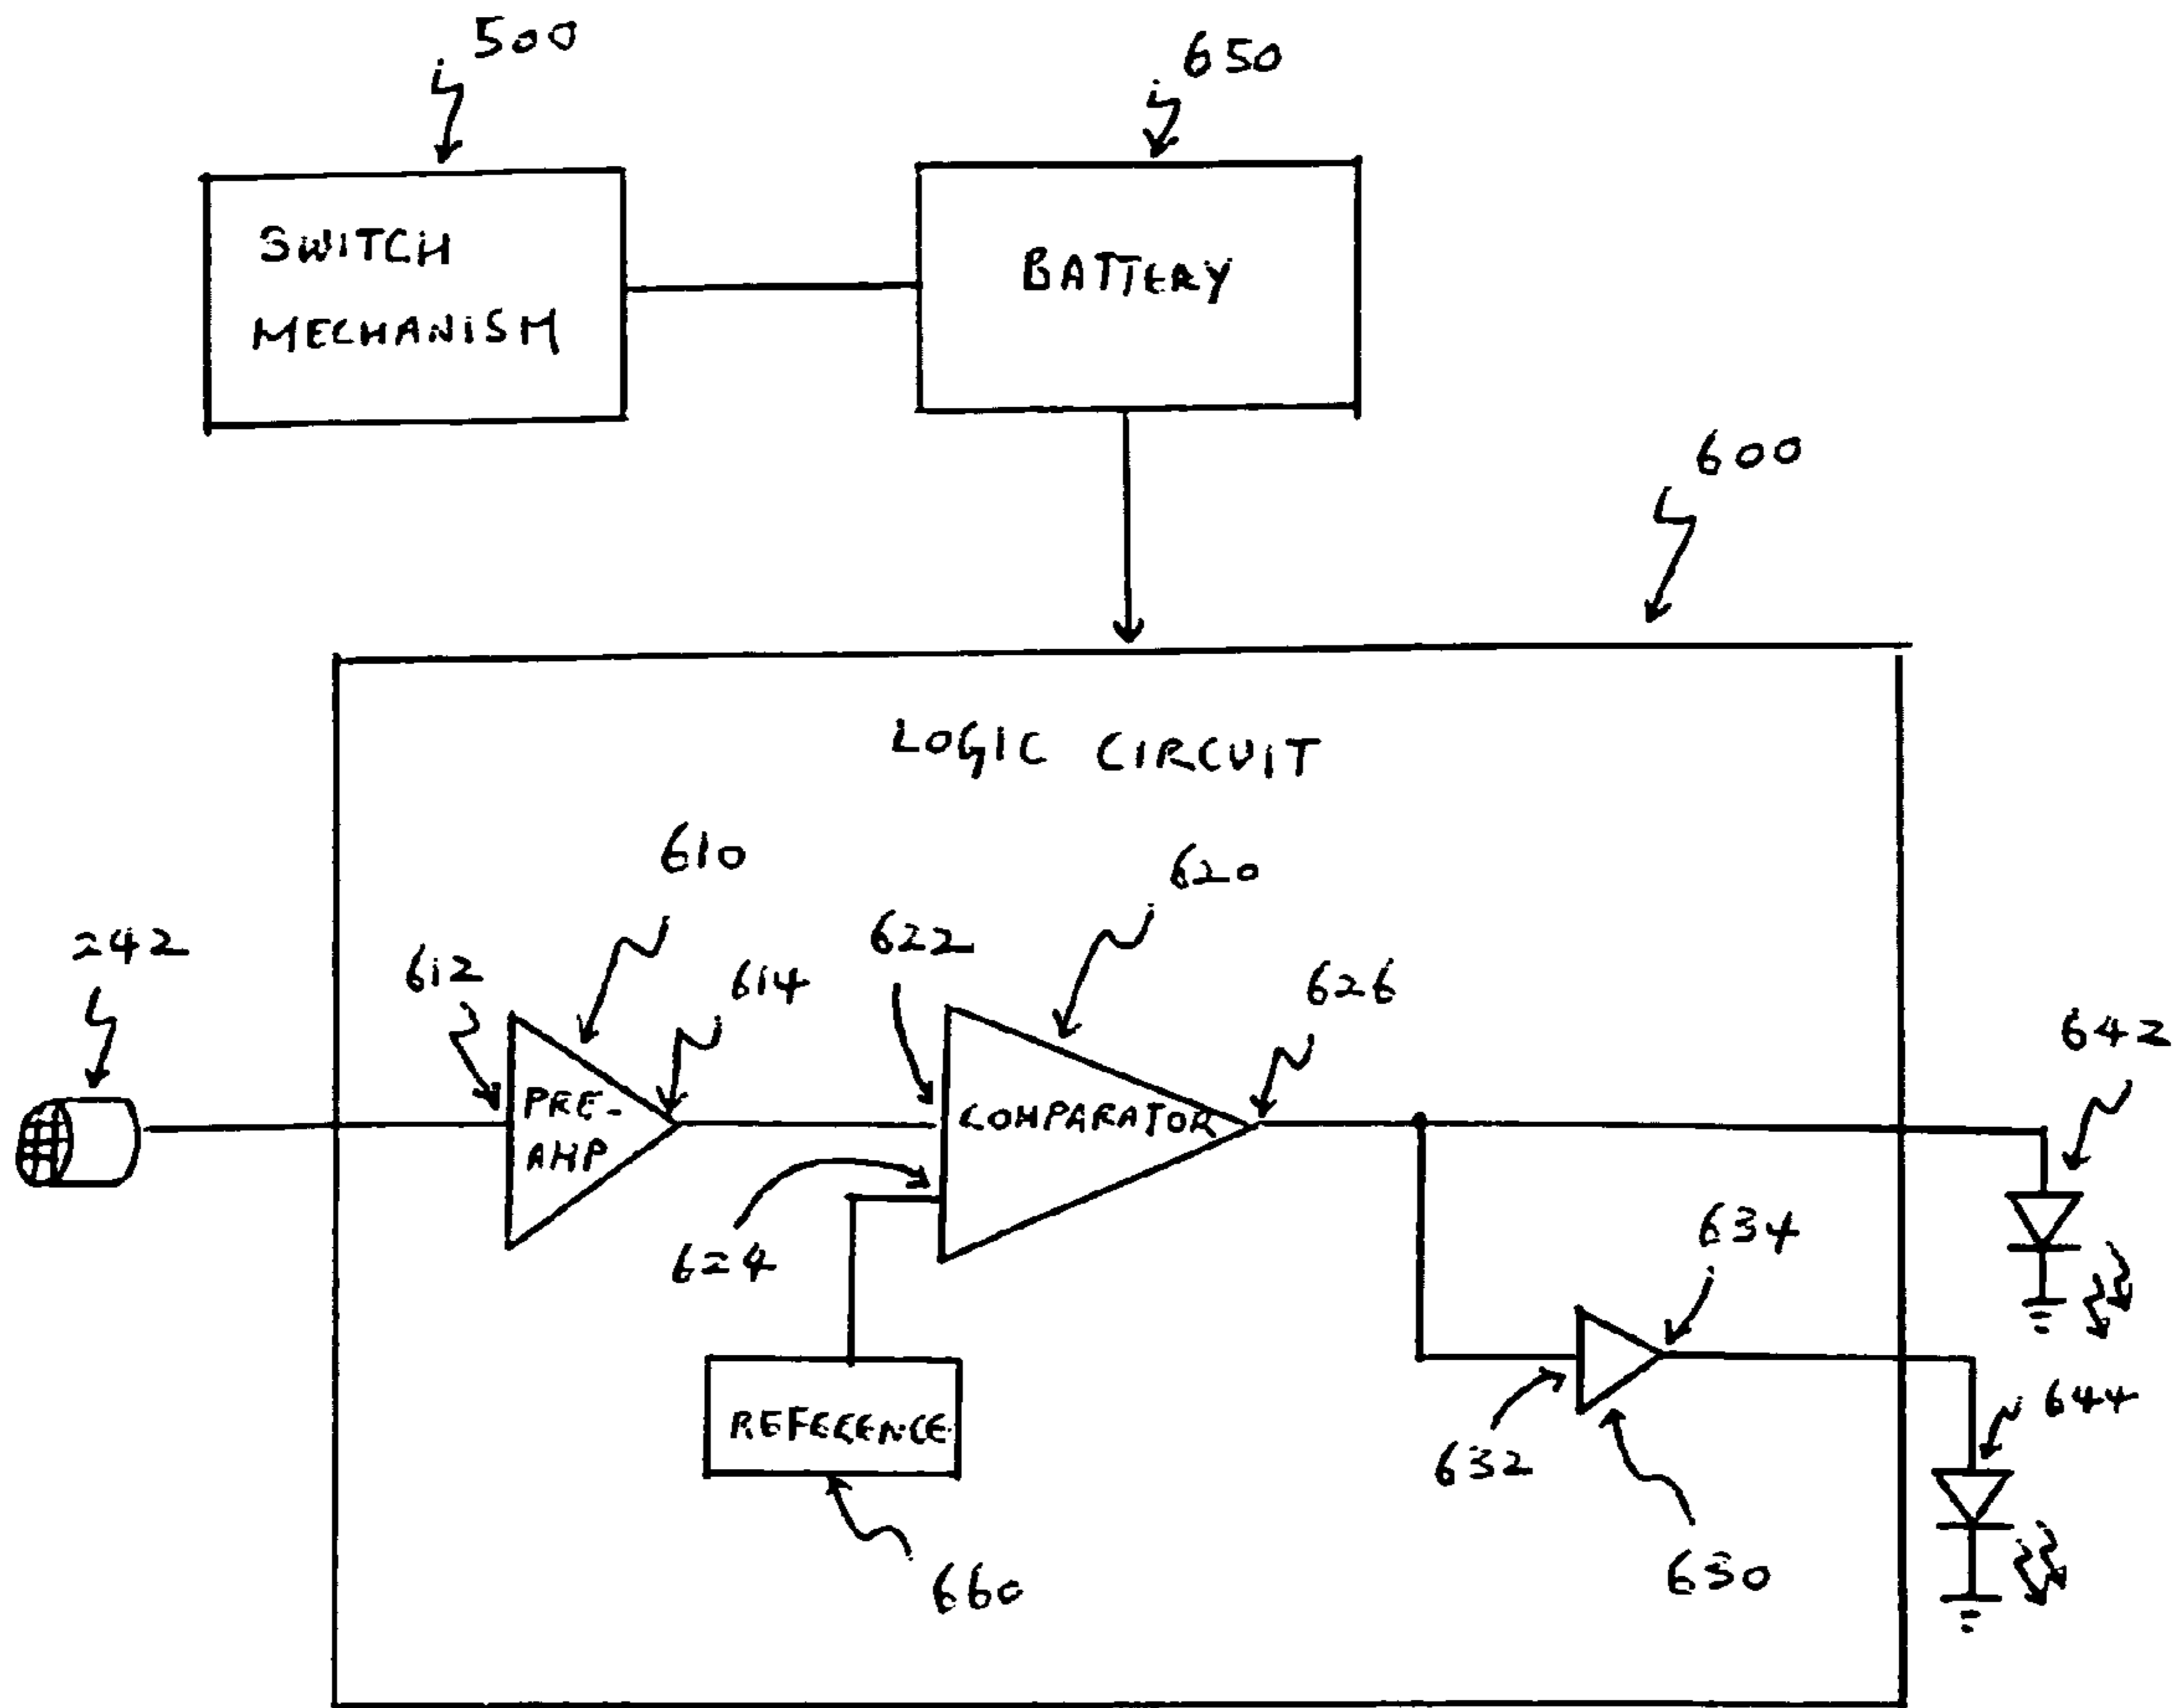 500
650
SWITCH
MECHANISM
BATTERY
600
LOGIC CIRCUIT
610
620
242
612
614
622
626
642
PRE-
AMP
COMPARATOR
624
634
REFERENCE
632
644
660
630